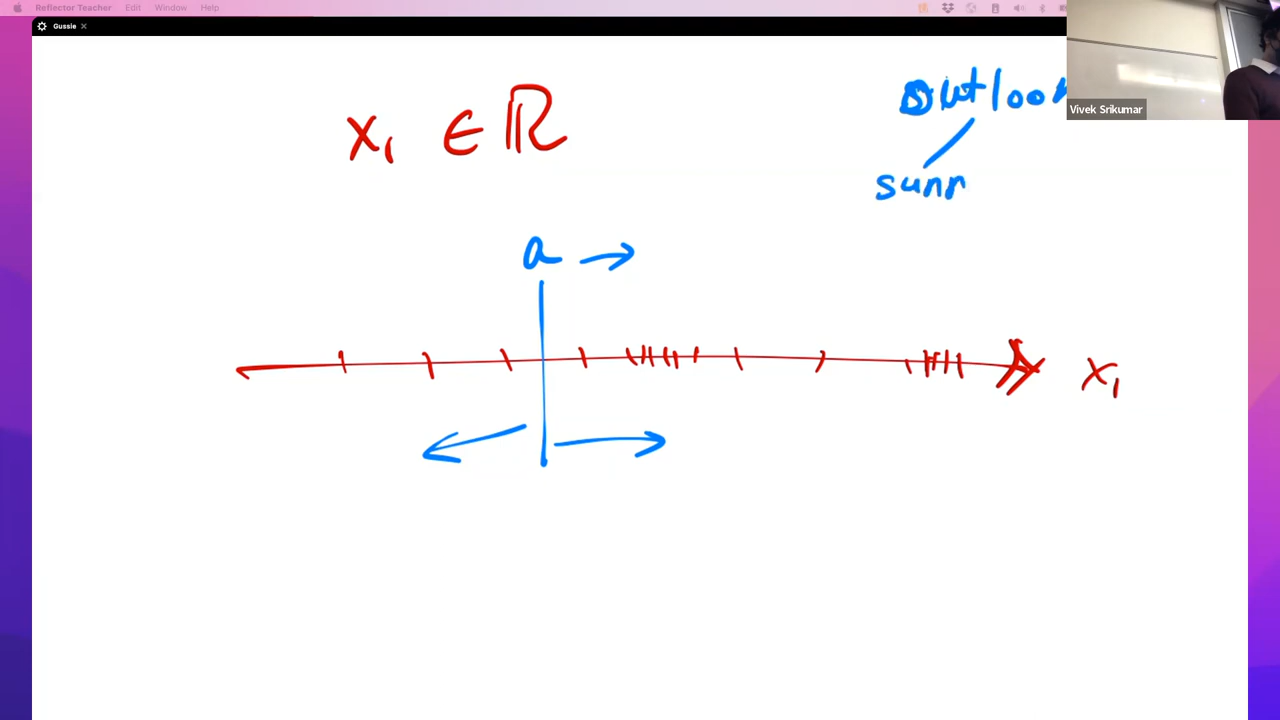 Reflector Teacher Edit Window Help
Gussie
x₁ ∈ ℝ
Outlook
sunn
a
x₁
Vivek Srikumar